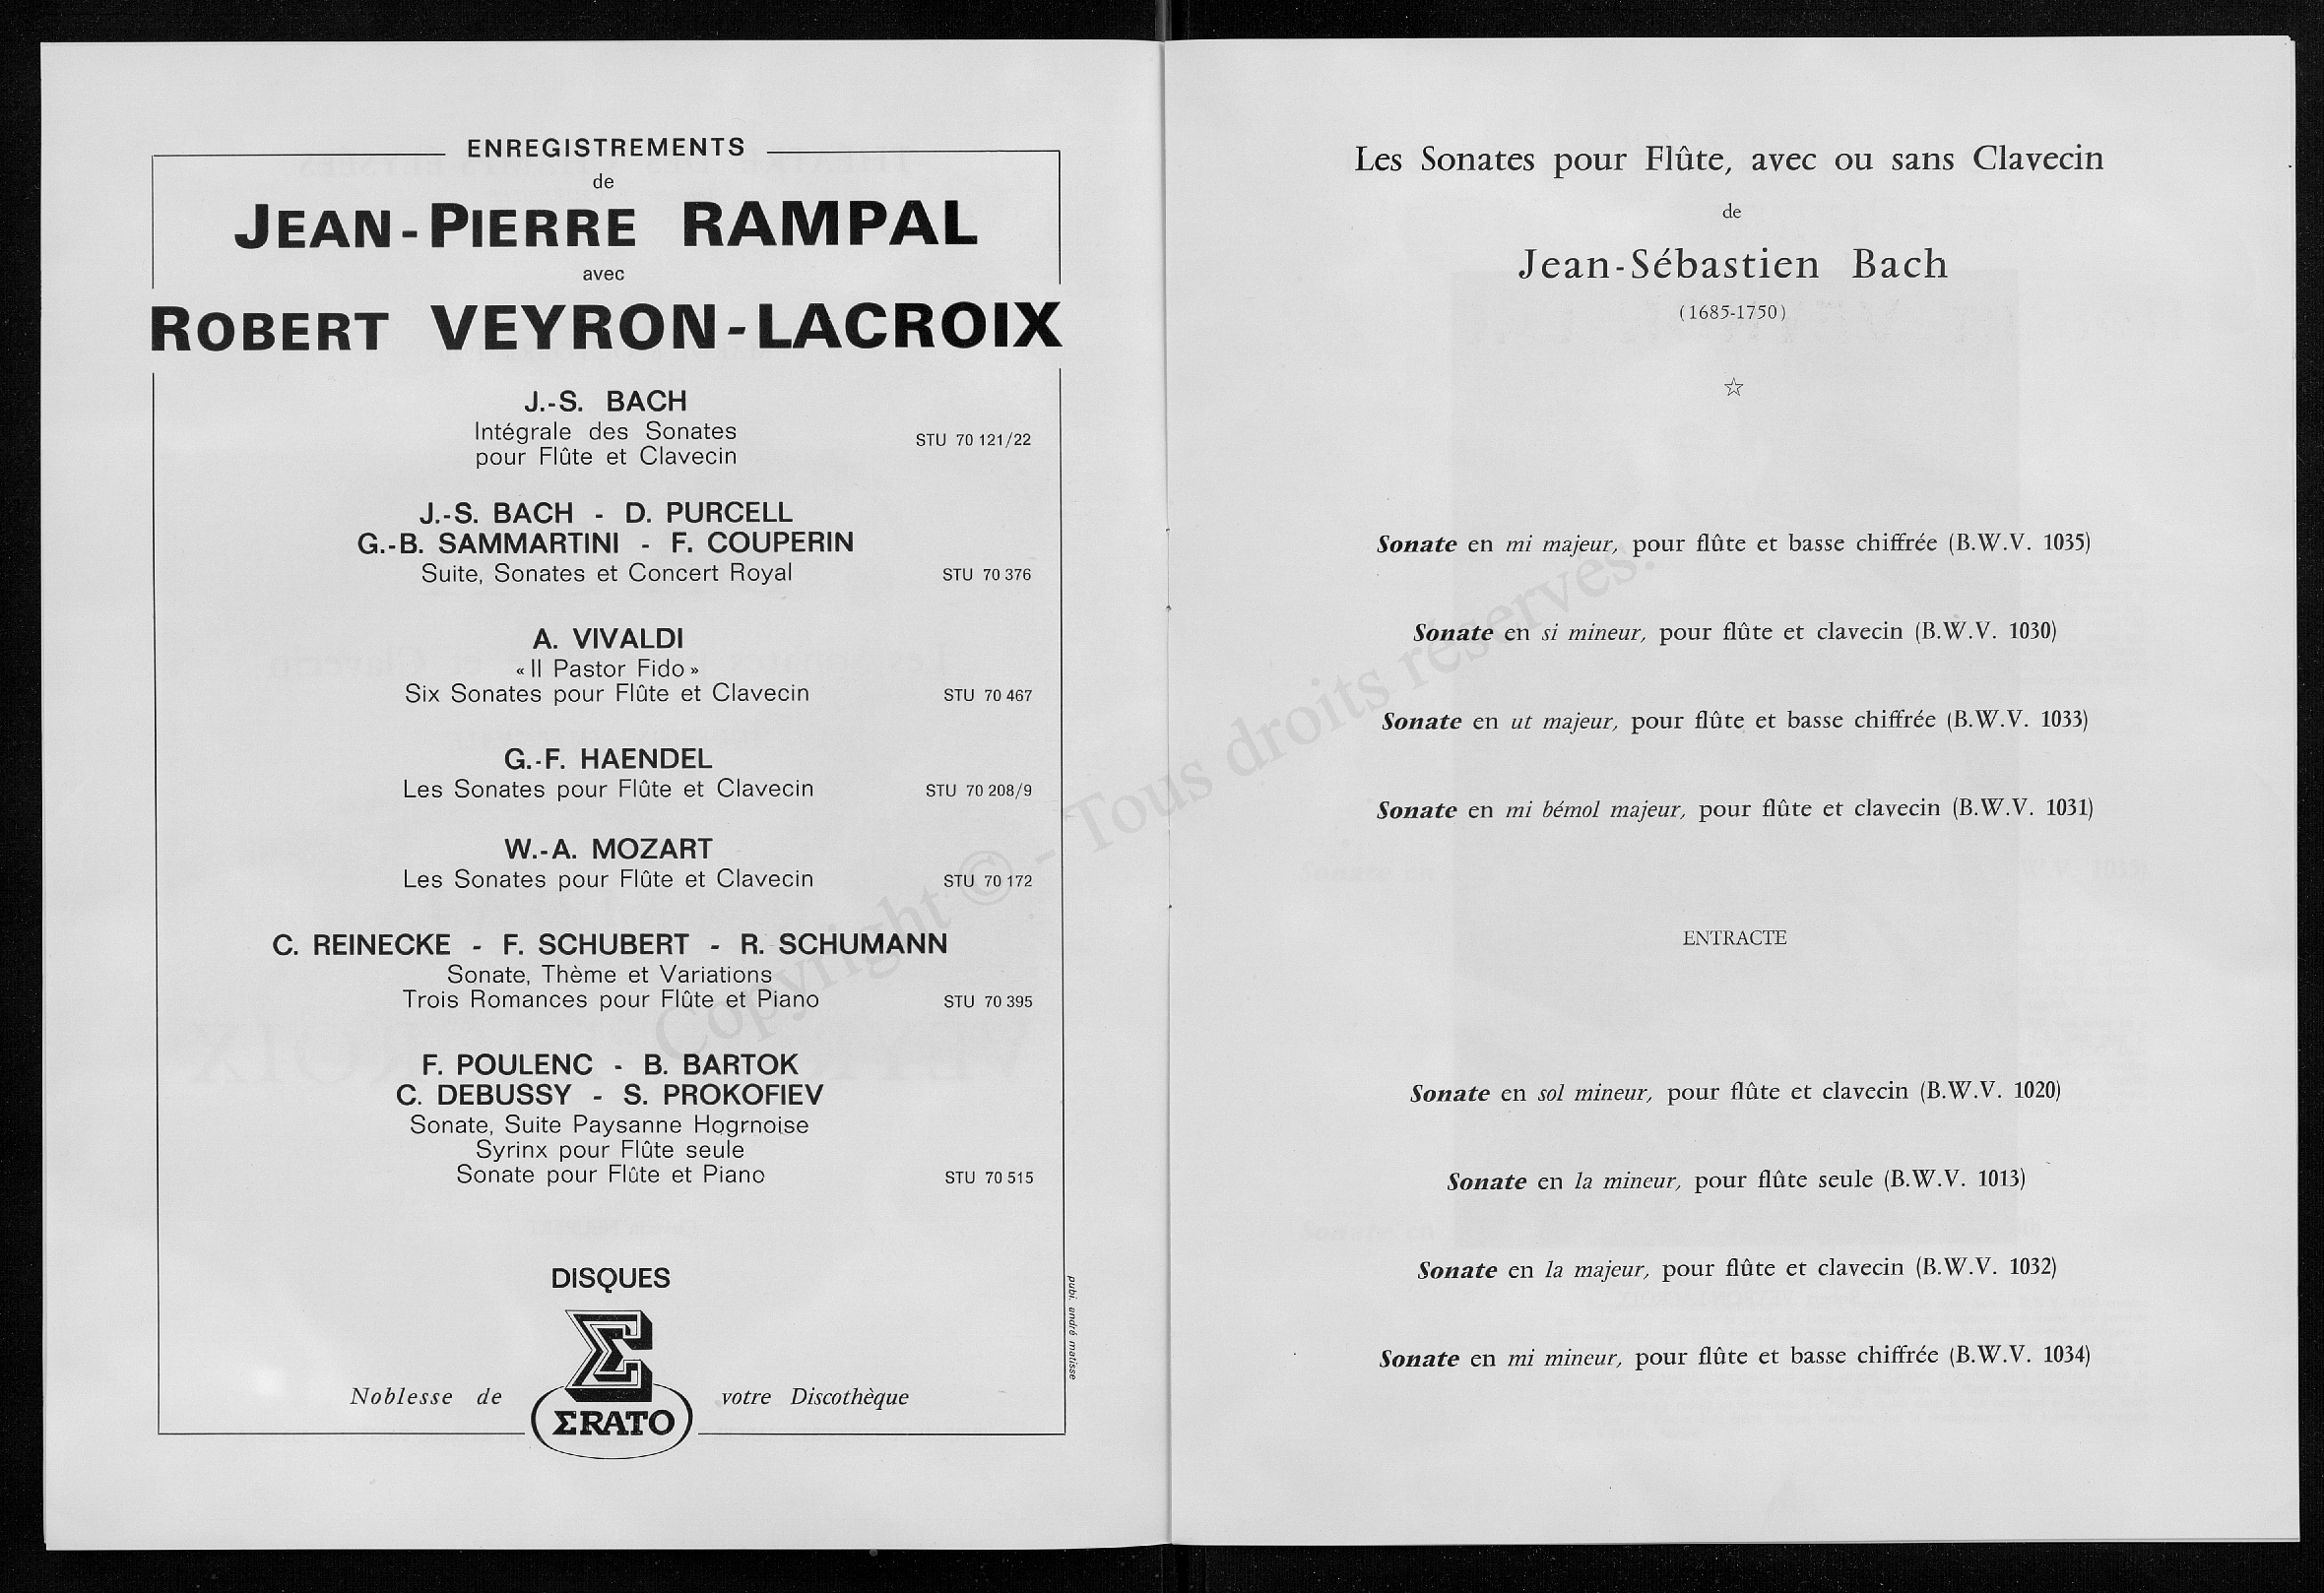 ENREGISTREMENTS
de
JEAN-PIERRE RAMPAL
avec
ROBERT VEYRON-LACROIX
J.-S. BACH
Intégrale des Sonates
pour Flûte et Clavecin
STU 70 121/22
J.-S. BACH - D. PURCELL
G.-B. SAMMARTINI - F. COUPERIN
Suite, Sonates et Concert Royal STU 70 376
A. VIVALDI
« Il Pastor Fido »
Six Sonates pour Flûte et Clavecin STU 70 467
G.-F. HAENDEL
Les Sonates pour Flûte et Clavecin STU 70 208/9
W.-A. MOZART
Les Sonates pour Flûte et Clavecin STU 70 172
C. REINECKE - F. SCHUBERT - R. SCHUMANN
Sonate, Thème et Variations
Trois Romances pour Flûte et Piano STU 70 395
F. POULENC - B. BARTOK
C. DEBUSSY - S. PROKOFIEV
Sonate, Suite Paysanne Hogrnoise
Syrinx pour Flûte seule
Sonate pour Flûte et Piano STU 70 515
DISQUES
Noblesse de votre Discothèque
ΣRATO
publ. andré matisse
Les Sonates pour Flûte, avec ou sans Clavecin
de
Jean-Sébastien Bach
(1685-1750)
Sonate en mi majeur, pour flûte et basse chiffrée (B.W.V. 1035)
Sonate en si mineur, pour flûte et clavecin (B.W.V. 1030)
Sonate en ut majeur, pour flûte et basse chiffrée (B.W.V. 1033)
Sonate en mi bémol majeur, pour flûte et clavecin (B.W.V. 1031)
ENTRACTE
Sonate en sol mineur, pour flûte et clavecin (B.W.V. 1020)
Sonate en la mineur, pour flûte seule (B.W.V. 1013)
Sonate en la majeur, pour flûte et clavecin (B.W.V. 1032)
Sonate en mi mineur, pour flûte et basse chiffrée (B.W.V. 1034)
Copyright © - Tous droits réservés.